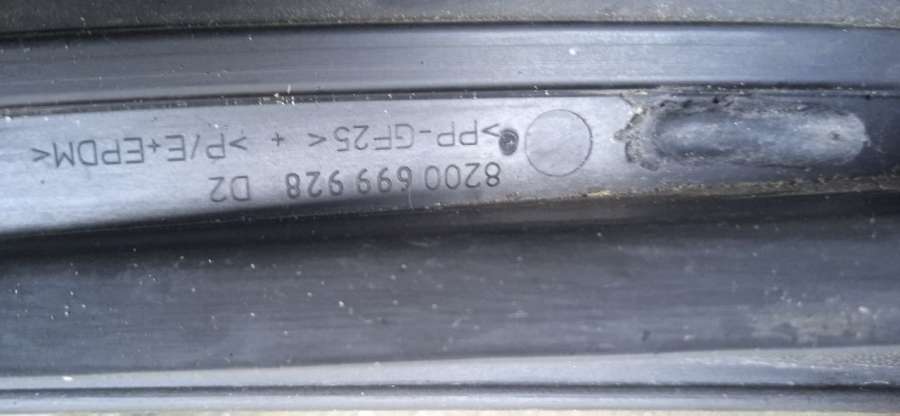 8200 699 928 D2
>PP-GF25< + >P/E+EPDM<